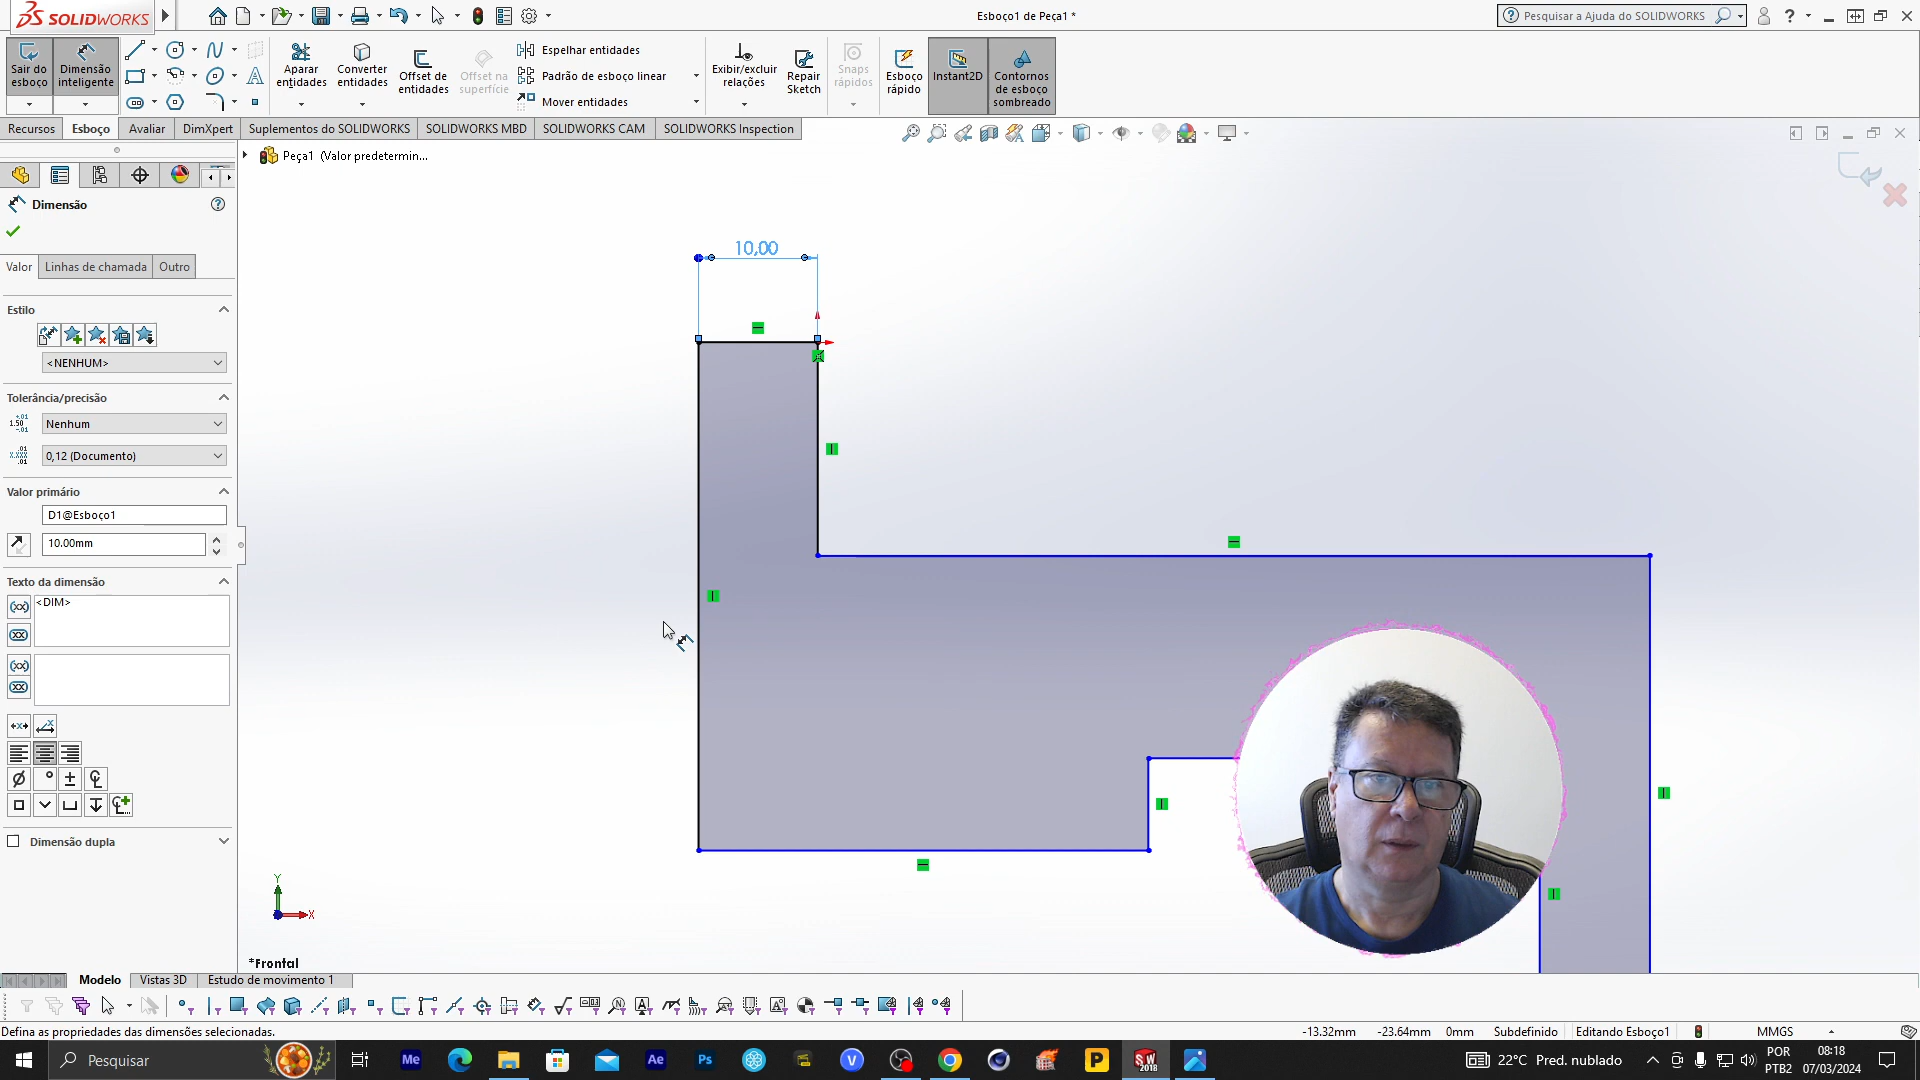 SOLIDWORKS
Esboço1 de Peça1 *
Pesquisar a Ajuda do SOLIDWORKS
Sair do esboço
Dimensão inteligente
Aparar entidades
Converter entidades
Offset de entidades
Offset na superfície
Espelhar entidades
Padrão de esboço linear
Mover entidades
Exibir/excluir relações
Repair Sketch
Snaps rápidos
Esboço rápido
Instant2D
Contornos de esboço sombreado
Recursos
Esboço
Avaliar
DimXpert
Suplementos do SOLIDWORKS
SOLIDWORKS MBD
SOLIDWORKS CAM
SOLIDWORKS Inspection
Peça1 (Valor predetermin...
Dimensão
Valor
Linhas de chamada
Outro
Estilo
<NENHUM>
Tolerância/precisão
Nenhum
0,12 (Documento)
Valor primário
D1@Esboço1
10.00mm
Texto da dimensão
<DIM>
Dimensão dupla
10,00
Y
X
*Frontal
Modelo
Vistas 3D
Estudo de movimento 1
Defina as propriedades das dimensões selecionadas.
-13.32mm
-23.64mm
0mm
Subdefinido
Editando Esboço1
MMGS
Pesquisar
Me
Ae
Ps
V
P
SW 2018
22°C Pred. nublado
POR
PTB2
08:18
07/03/2024